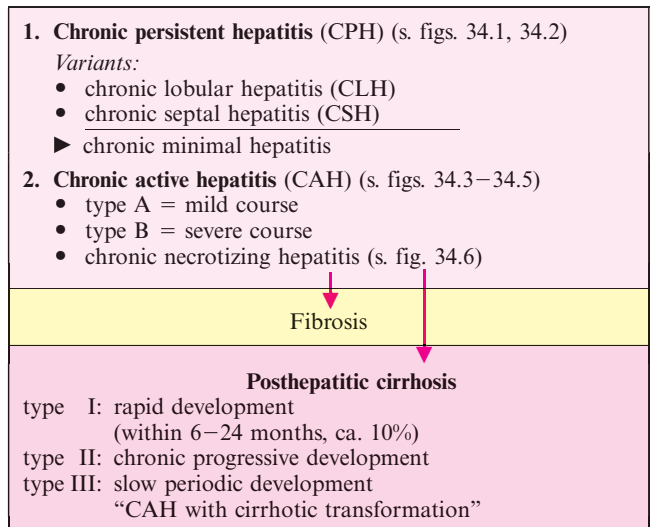 1. Chronic persistent hepatitis (CPH) (s. figs. 34.1, 34.2)
Variants:
• chronic lobular hepatitis (CLH)
• chronic septal hepatitis (CSH)
► chronic minimal hepatitis
2. Chronic active hepatitis (CAH) (s. figs. 34.3–34.5)
• type A = mild course
• type B = severe course
• chronic necrotizing hepatitis (s. fig. 34.6)
Fibrosis
Posthepatitic cirrhosis
type I: rapid development
(within 6–24 months, ca. 10%)
type II: chronic progressive development
type III: slow periodic development
“CAH with cirrhotic transformation”